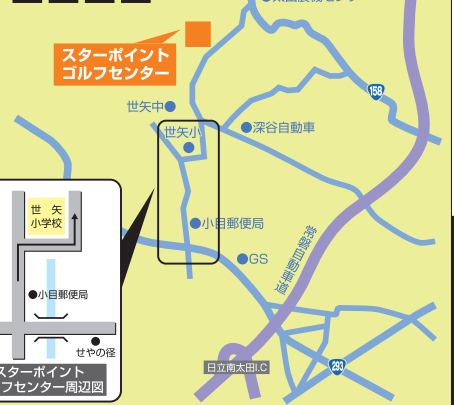 スターポイント
ゴルフセンター
158
世矢中
世矢小
深谷自動車
小目郵便局
GS
常磐自動車道
世矢
小学校
小目郵便局
せやの径
スターポイント
フセンター周辺図
日立南太田I.C
293